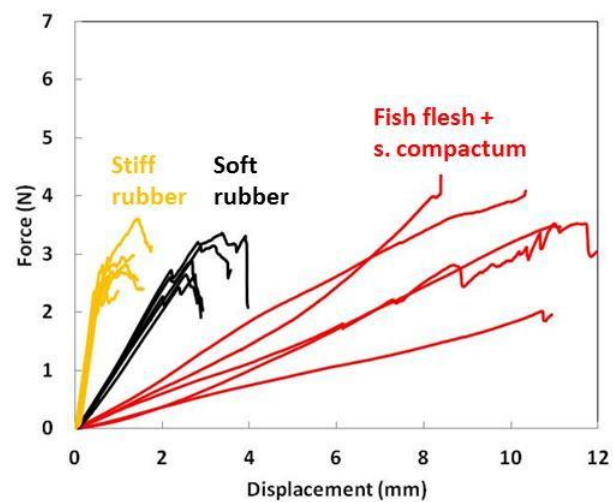 7
6
5
4
3
2
1
0
Force (N)
Stiff
rubber
Soft
rubber
Fish flesh +
s. compactum
0 2 4 6 8 10 12
Displacement (mm)